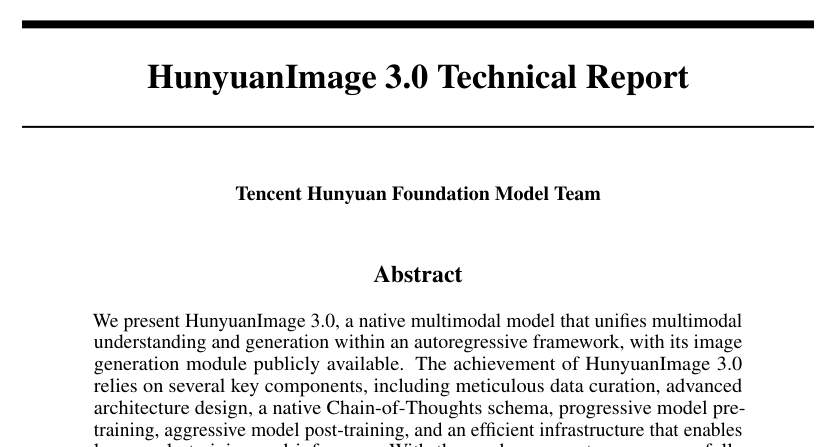 HunyuanImage 3.0 Technical Report
Tencent Hunyuan Foundation Model Team
Abstract
We present HunyuanImage 3.0, a native multimodal model that unifies multimodal
understanding and generation within an autoregressive framework, with its image
generation module publicly available. The achievement of HunyuanImage 3.0
relies on several key components, including meticulous data curation, advanced
architecture design, a native Chain-of-Thoughts schema, progressive model pre-
training, aggressive model post-training, and an efficient infrastructure that enables